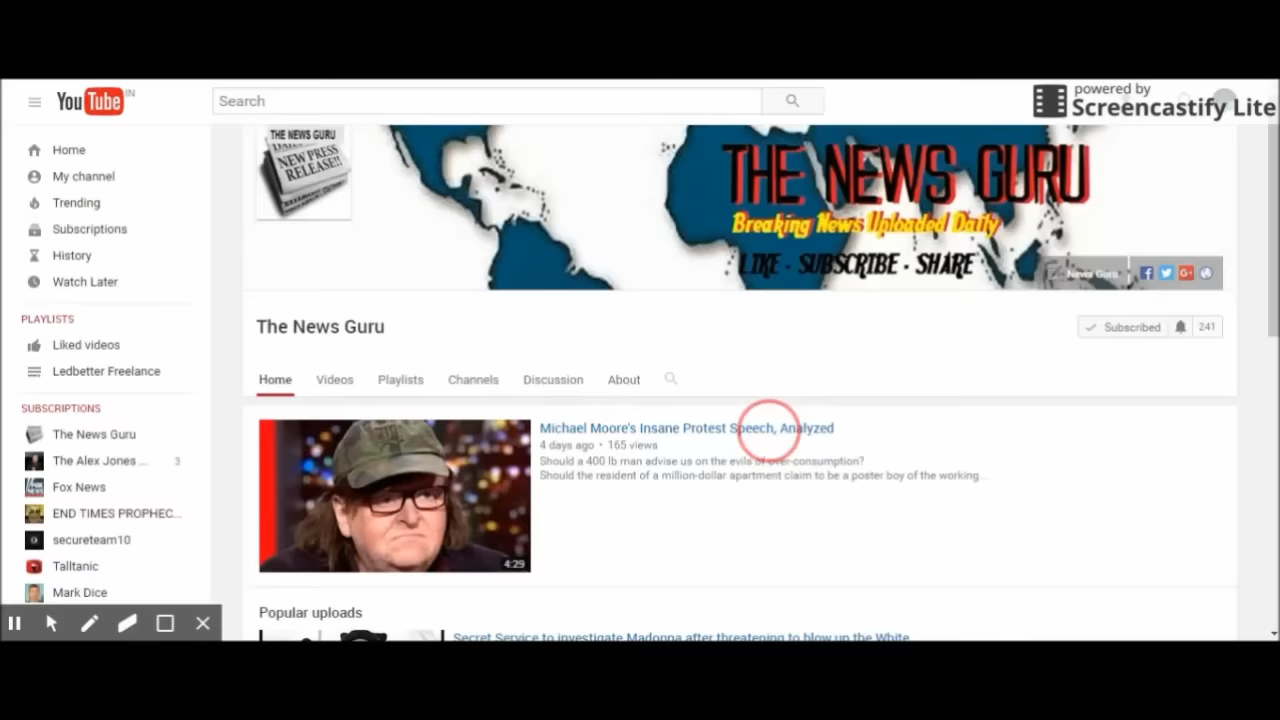 powered by
Screencastify Lite
YouTube IN
Search
Home
My channel
Trending
Subscriptions
History
Watch Later
PLAYLISTS
Liked videos
Ledbetter Freelance
SUBSCRIPTIONS
The News Guru
The Alex Jones ... 3
Fox News
END TIMES PROPHEC...
secureteam10
Talltanic
Mark Dice
THE NEWS GURU
NEW PRESS
RELEASE!!
THE NEWS GURU
Breaking News Uploaded Daily
LIKE - SUBSCRIBE - SHARE
News Guru
The News Guru
Subscribed 241
Home Videos Playlists Channels Discussion About
Michael Moore's Insane Protest Speech, Analyzed
4 days ago • 165 views
Should a 400 lb man advise us on the evils of over-consumption?
Should the resident of a million-dollar apartment claim to be a poster boy of the working...
4:29
Popular uploads
Secret Service to investigate Madonna after threatening to blow up the White